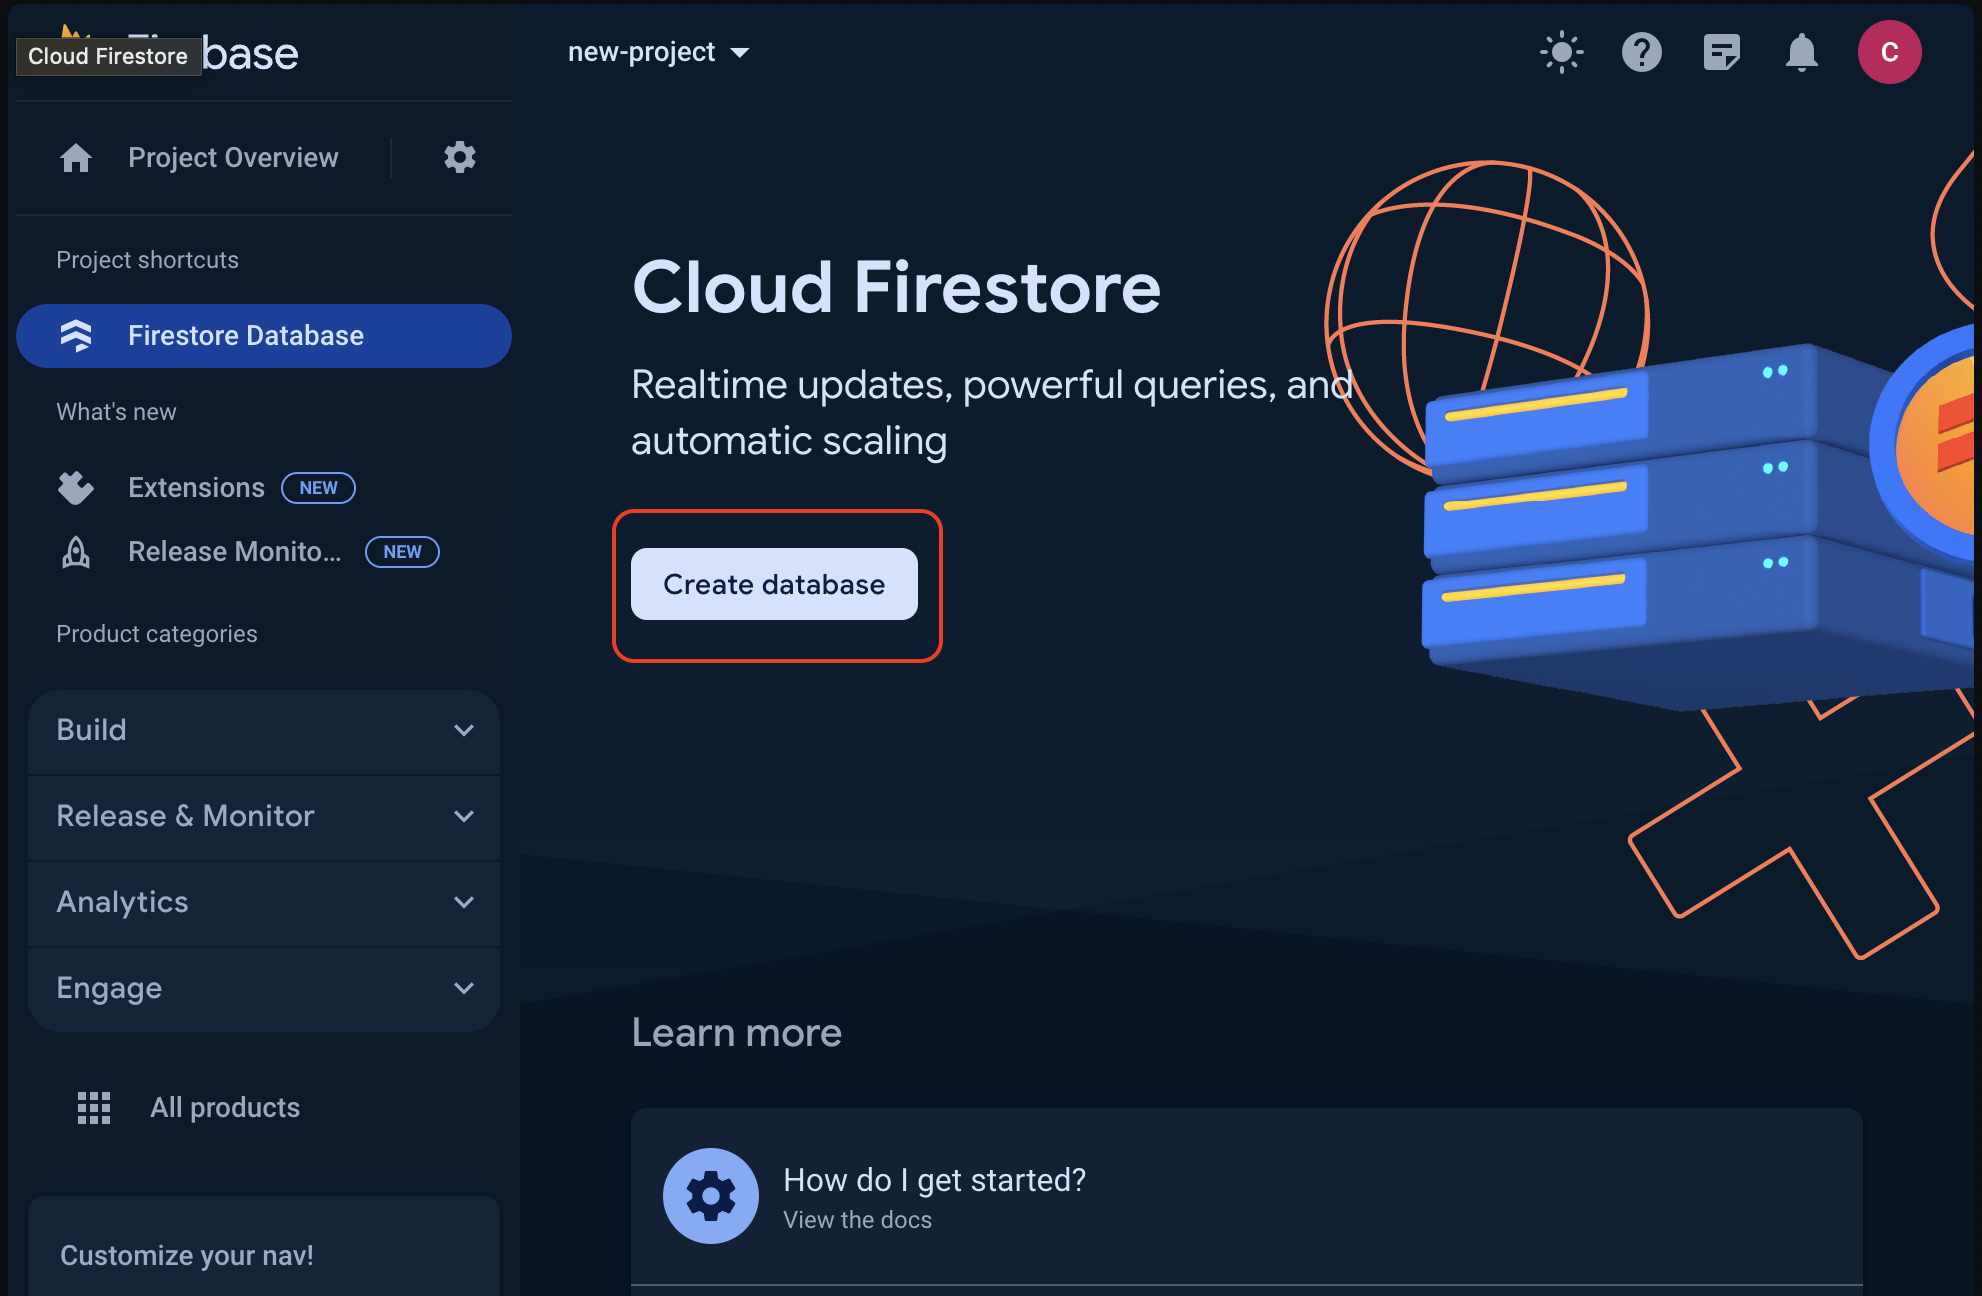 Cloud Firestore
base
new-project
C
Project Overview
Project shortcuts
Firestore Database
What's new
Extensions NEW
Release Monito... NEW
Product categories
Build
Release & Monitor
Analytics
Engage
All products
Customize your nav!
Cloud Firestore
Realtime updates, powerful queries, and
automatic scaling
Create database
Learn more
How do I get started?
View the docs